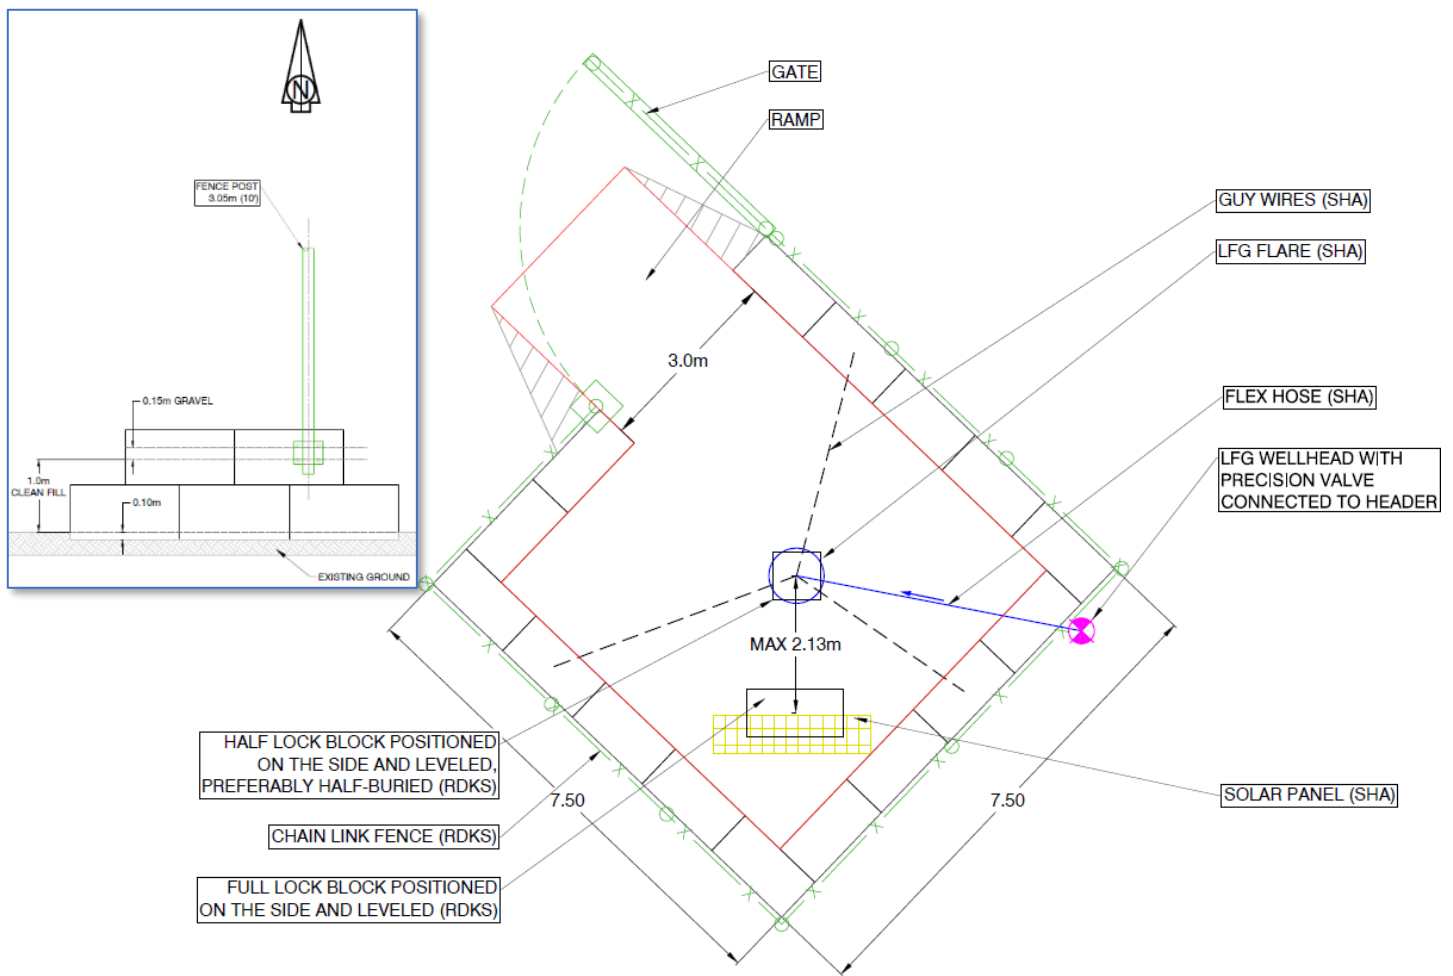 N
FENCE POST
3.05m (10')
0.15m GRAVEL
1.0m
CLEAN FILL
0.10m
EXISTING GROUND
GATE
RAMP
GUY WIRES (SHA)
LFG FLARE (SHA)
3.0m
FLEX HOSE (SHA)
LFG WELLHEAD WITH
PRECISION VALVE
CONNECTED TO HEADER
MAX 2.13m
HALF LOCK BLOCK POSITIONED
ON THE SIDE AND LEVELED,
PREFERABLY HALF-BURIED (RDKS)
7.50
7.50
SOLAR PANEL (SHA)
CHAIN LINK FENCE (RDKS)
FULL LOCK BLOCK POSITIONED
ON THE SIDE AND LEVELED (RDKS)